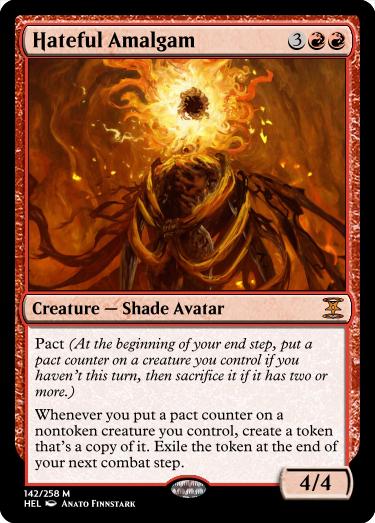 Hateful Amalgam 3
Creature — Shade Avatar
Pact (At the beginning of your end step, put a
pact counter on a creature you control if you
haven't this turn, then sacrifice it if it has two or
more.)
Whenever you put a pact counter on a
nontoken creature you control, create a token
that's a copy of it. Exile the token at the end of
your next combat step.
4/4
142/258 M
HEL Anato Finnstark